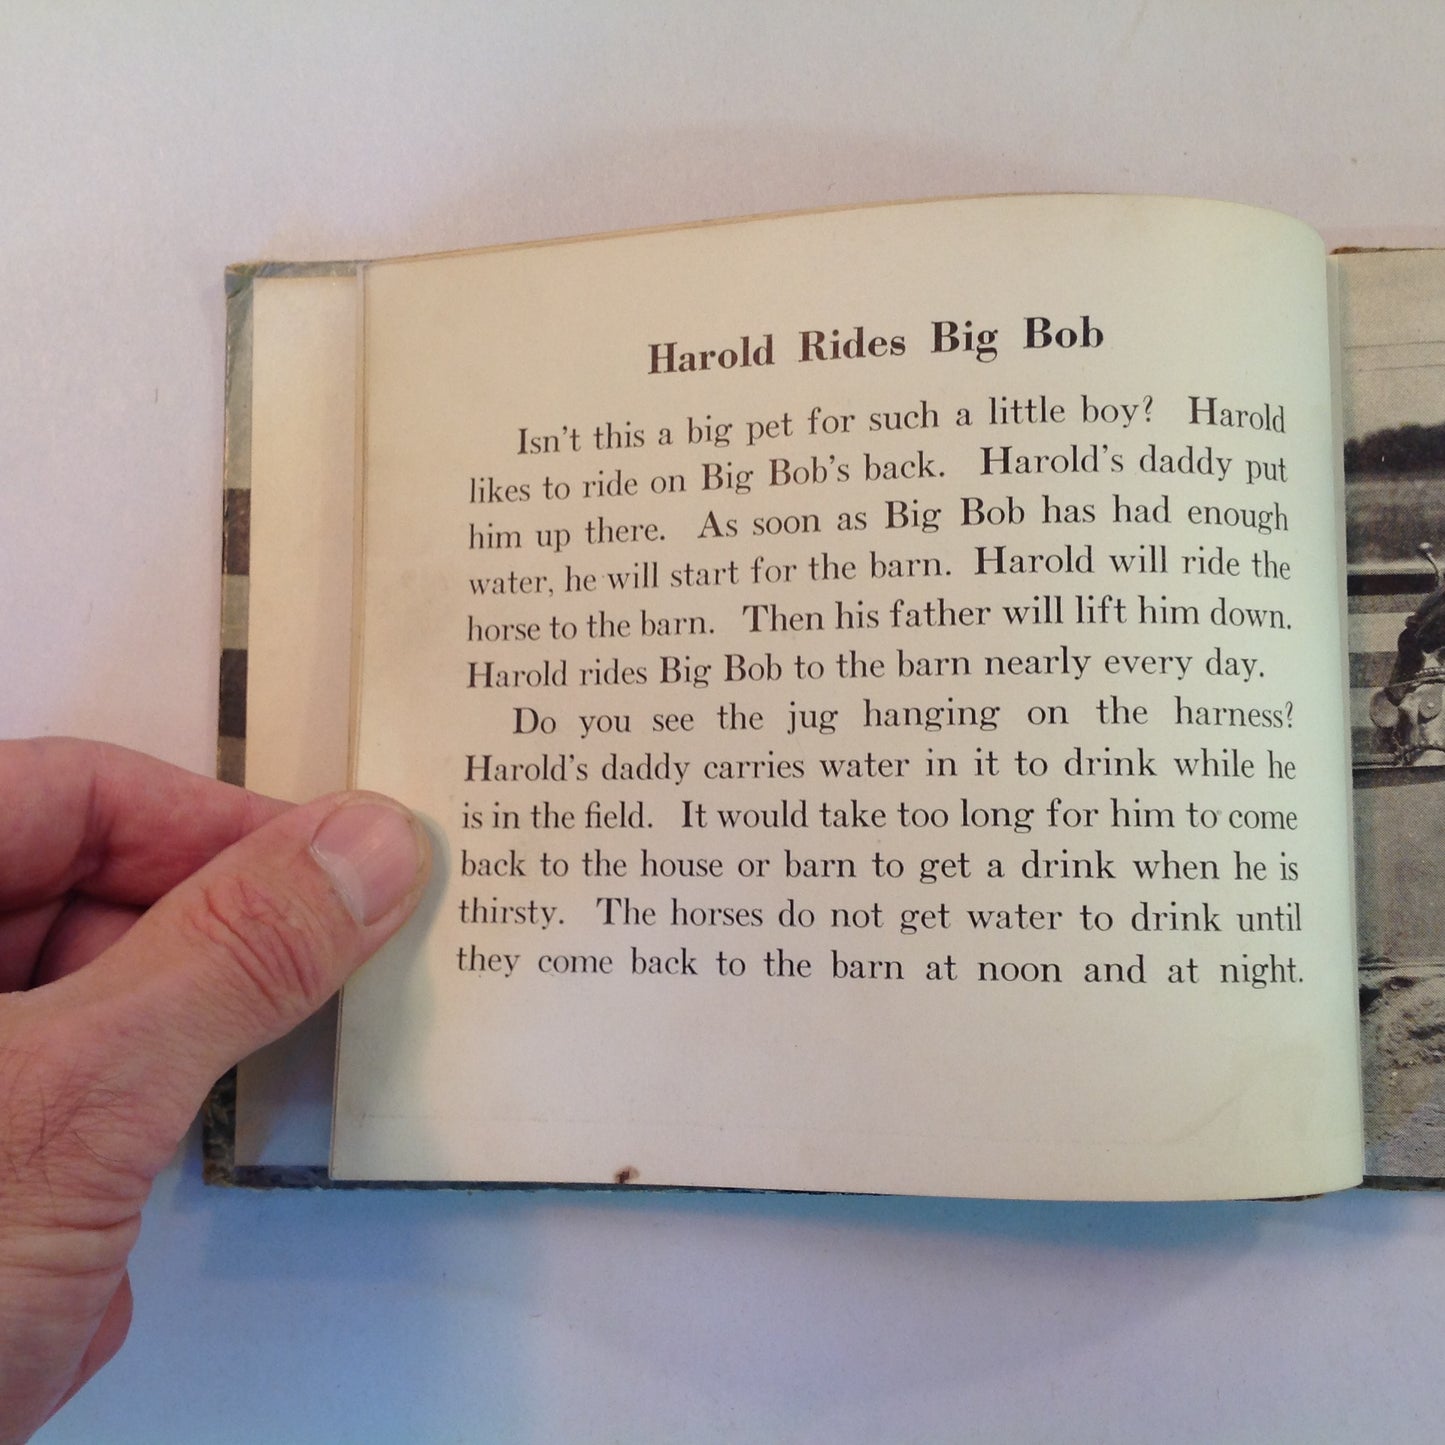 Harold Rides Big Bob
Isn't this a big pet for such a little boy? Harold
likes to ride on Big Bob's back. Harold's daddy put
him up there. As soon as Big Bob has had enough
water, he will start for the barn. Harold will ride the
horse to the barn. Then his father will lift him down.
Harold rides Big Bob to the barn nearly every day.
Do you see the jug hanging on the harness?
Harold's daddy carries water in it to drink while he
is in the field. It would take too long for him to come
back to the house or barn to get a drink when he is
thirsty. The horses do not get water to drink until
they come back to the barn at noon and at night.